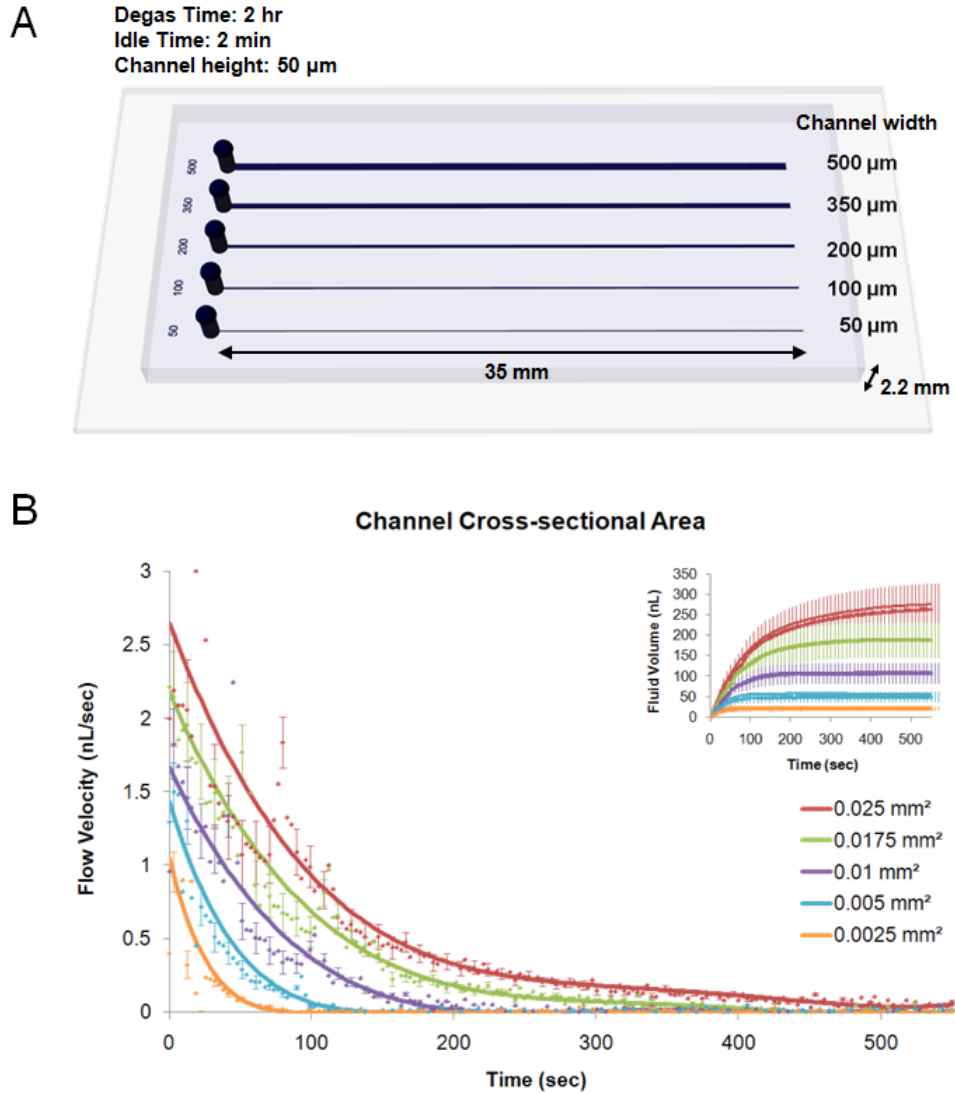 A
Degas Time: 2 hr
Idle Time: 2 min
Channel height: 50 µm
Channel width
500
500 µm
350
350 µm
200
200 µm
100
100 µm
50
50 µm
35 mm
2.2 mm
B
Channel Cross-sectional Area
Flow Velocity (nL/sec)
3
2.5
2
1.5
1
0.5
0
0 100 200 300 400 500
Time (sec)
Fluid Volume (nL)
350
300
250
200
150
100
50
0
0 100 200 300 400 500
Time (sec)
0.025 mm²
0.0175 mm²
0.01 mm²
0.005 mm²
0.0025 mm²